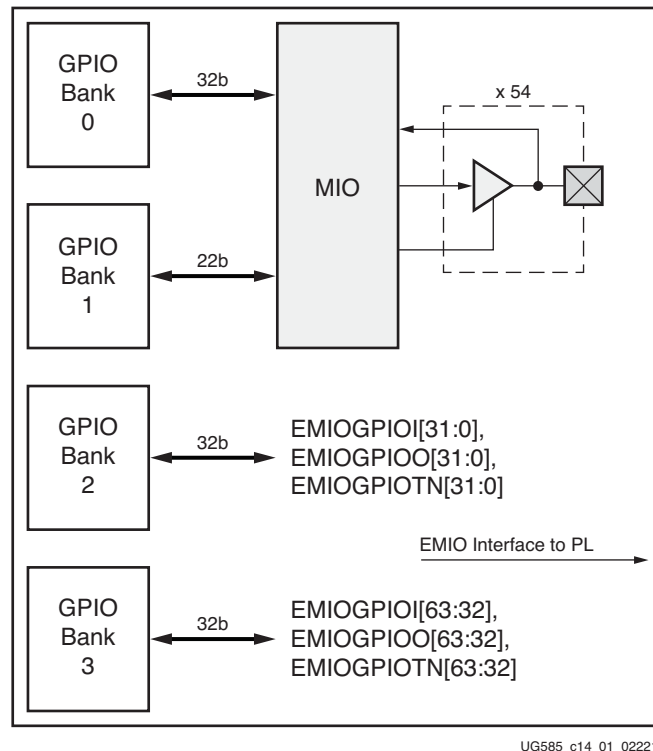 GPIO
Bank
0
32b
MIO
x 54
GPIO
Bank
1
22b
GPIO
Bank
2
32b
EMIOGPIOI[31:0],
EMIOGPIOO[31:0],
EMIOGPIOTN[31:0]
EMIO Interface to PL
GPIO
Bank
3
32b
EMIOGPIOI[63:32],
EMIOGPIOO[63:32],
EMIOGPIOTN[63:32]